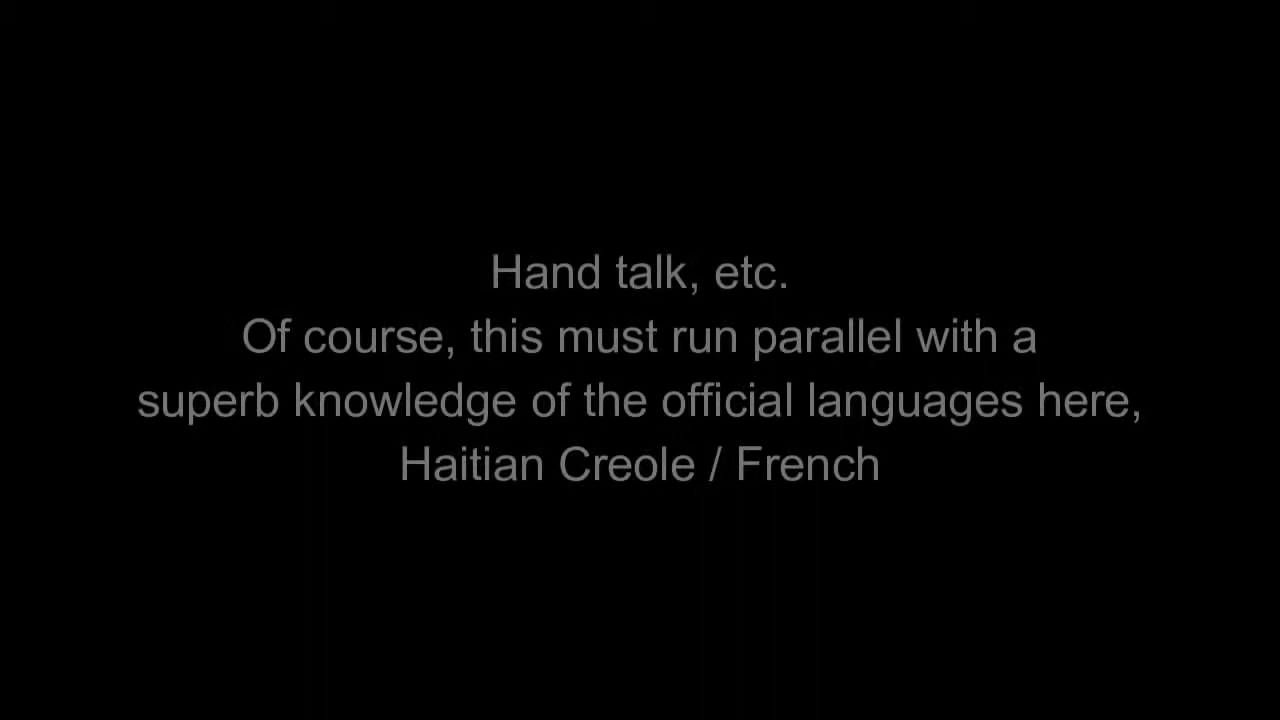 Hand talk, etc.
Of course, this must run parallel with a
superb knowledge of the official languages here,
Haitian Creole / French